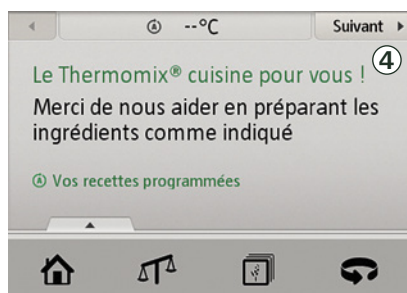 --°C Suivant
4
Le Thermomix® cuisine pour vous !
Merci de nous aider en préparant les
ingrédients comme indiqué
Vos recettes programmées